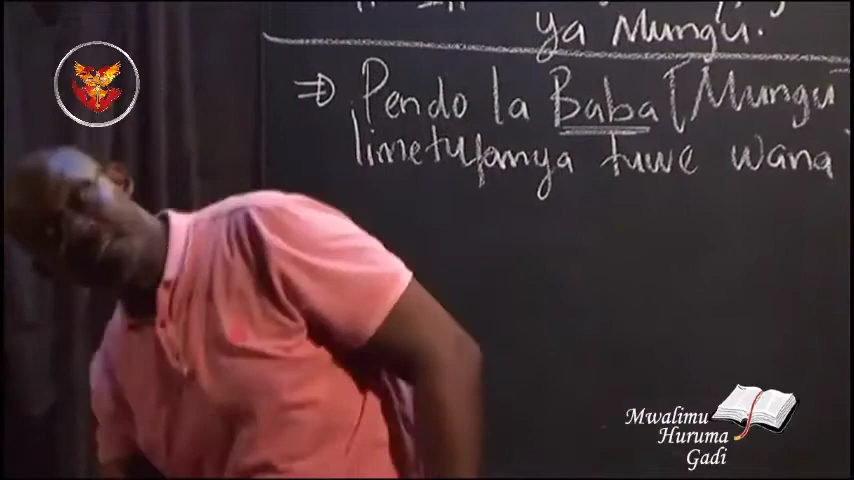 ya Mungu.
⇒ Pendo la Baba [Mungu
limetufanya tuwe wana
Mwalimu
Huruma
Gadi